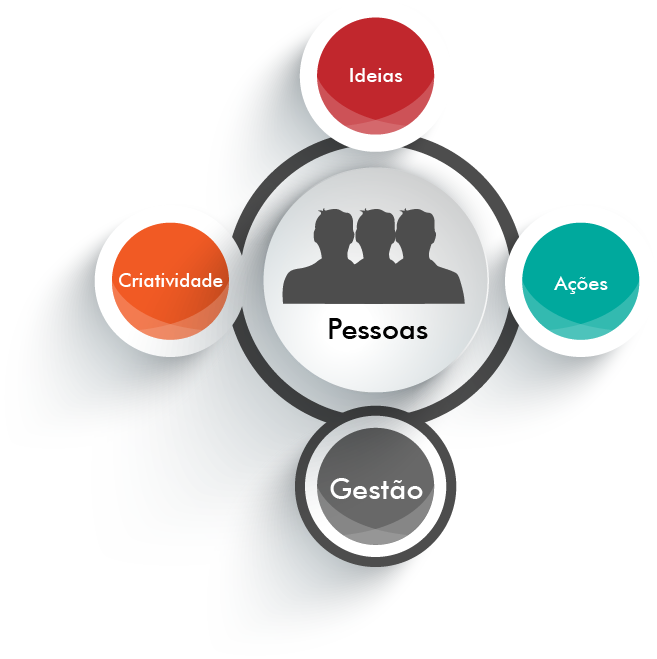 Ideias
Criatividade
Ações
Pessoas
Gestão